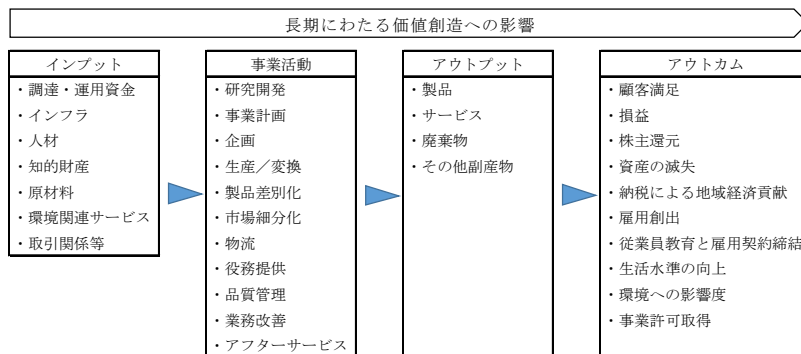 長期にわたる価値創造への影響
インプット
・調達・運用資金
・インフラ
・人材
・知的財産
・原材料
・環境関連サービス
・取引関係等
事業活動
・研究開発
・事業計画
・企画
・生産／変換
・製品差別化
・市場細分化
・物流
・役務提供
・品質管理
・業務改善
・アフターサービス
アウトプット
・製品
・サービス
・廃棄物
・その他副産物
アウトカム
・顧客満足
・損益
・株主還元
・資産の滅失
・納税による地域経済貢献
・雇用創出
・従業員教育と雇用契約締結
・生活水準の向上
・環境への影響度
・事業許可取得